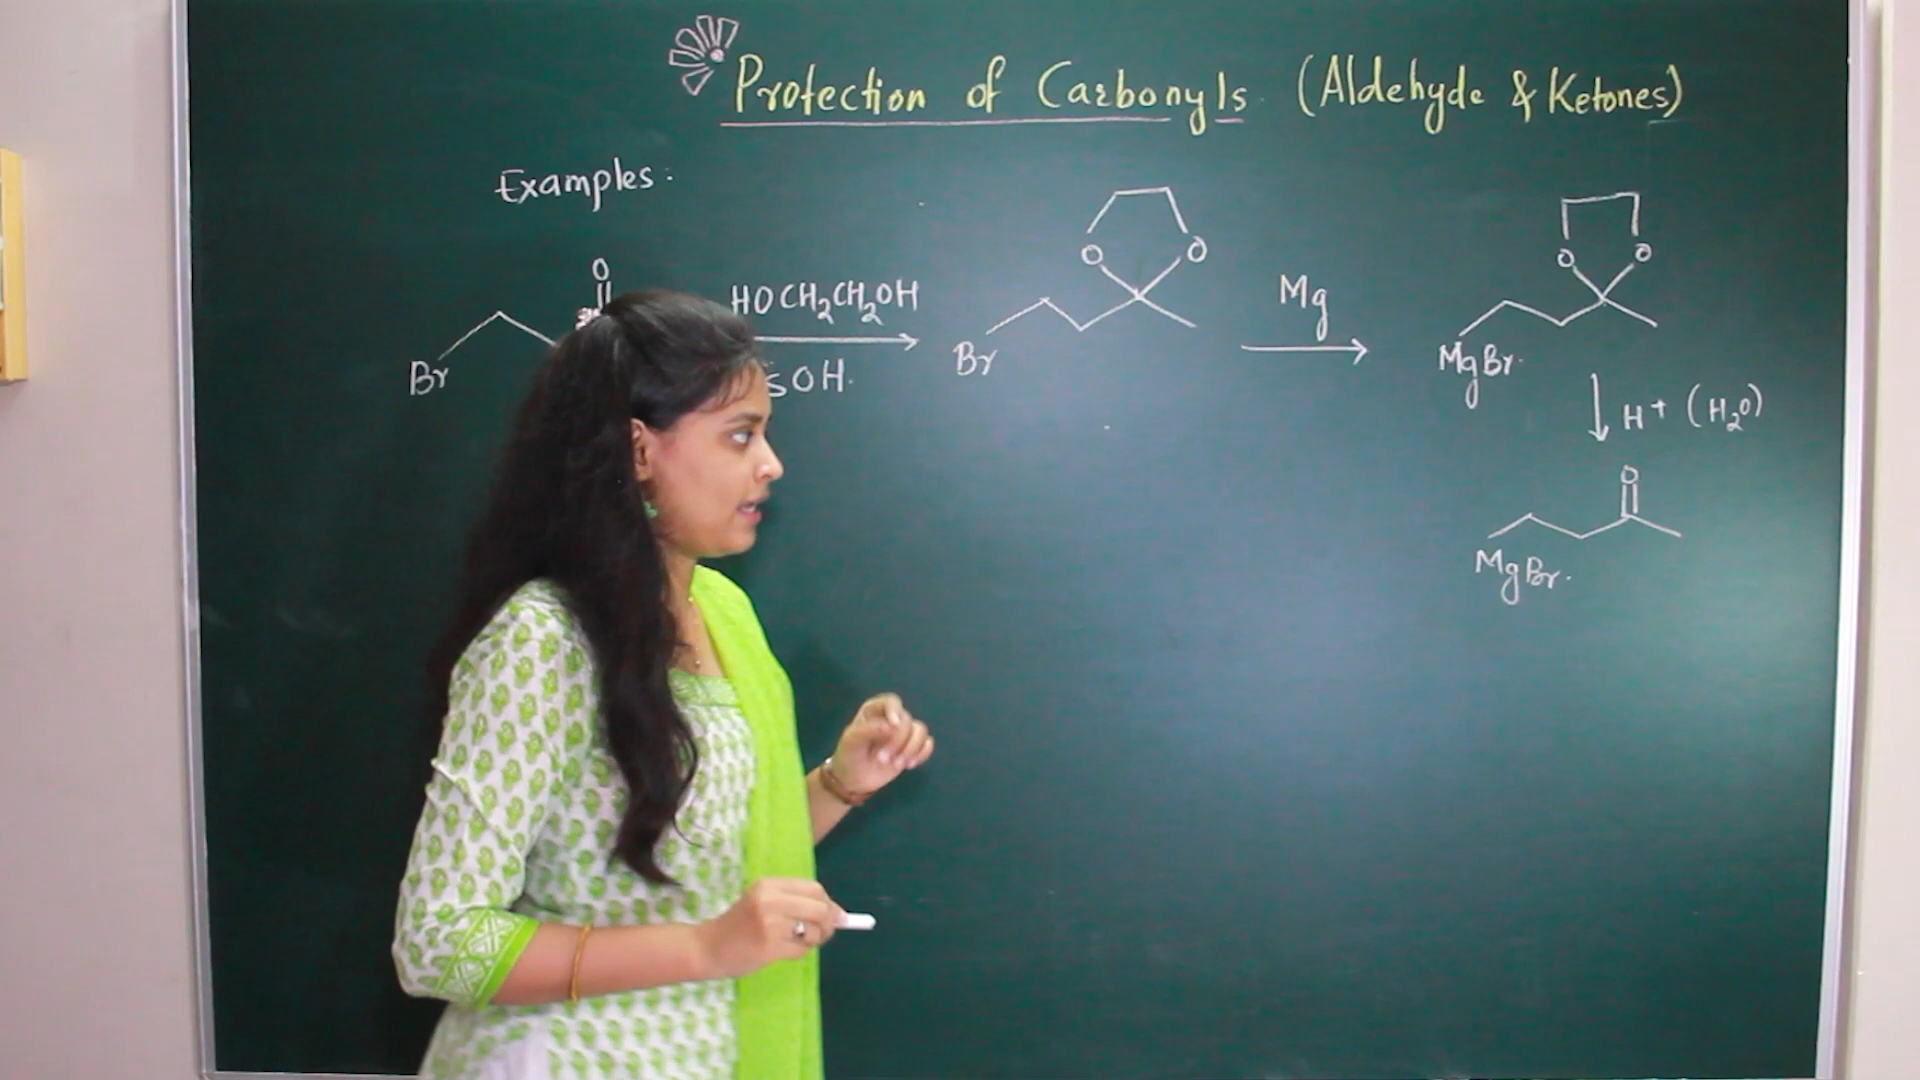 Protection of Carbonyls (Aldehyde & Ketones)
Examples:
O
Br
HOCH2CH2OH
sOH.
O O
Br
Mg
O O
MgBr.
H+ (H2O)
O
MgBr.